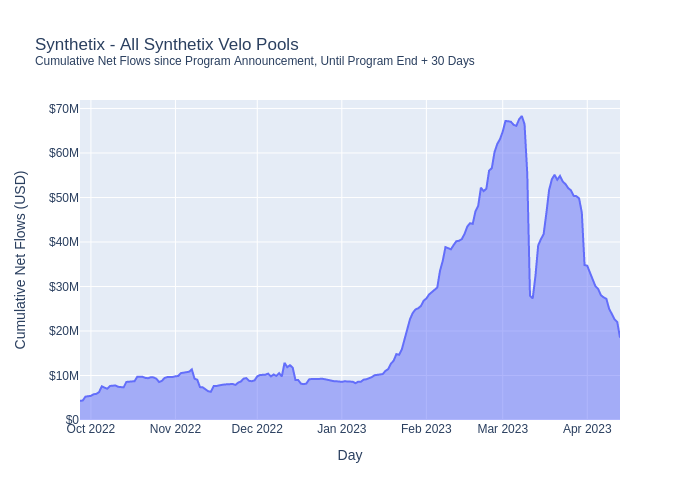 Synthetix - All Synthetix Velo Pools
Cumulative Net Flows since Program Announcement, Until Program End + 30 Days
Cumulative Net Flows (USD)
$70M
$60M
$50M
$40M
$30M
$20M
$10M
$0
Oct 2022
Nov 2022
Dec 2022
Jan 2023
Feb 2023
Mar 2023
Apr 2023
Day